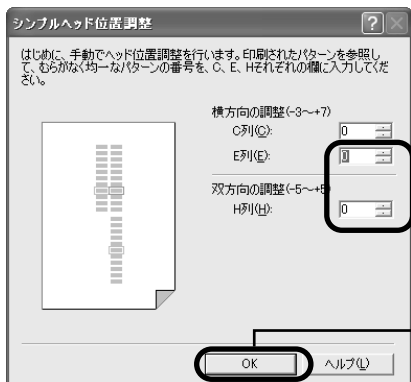 シンプルヘッド位置調整
はじめに、手動でヘッド位置調整を行います。印刷されたパターンを参照し
て、むらがなく均一なパターンの番号を、C、E、Hそれぞれの欄に入力してくだ
さい。
横方向の調整(-3～+7)
C列(C): 0
E列(E): 0
双方向の調整(-5～+5)
H列(H): 0
OK ヘルプ(L)